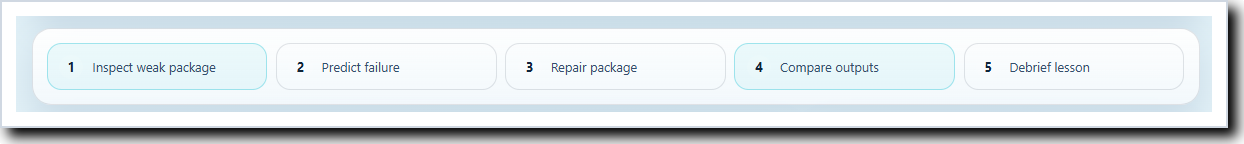 1 Inspect weak package
2 Predict failure
3 Repair package
4 Compare outputs
5 Debrief lesson